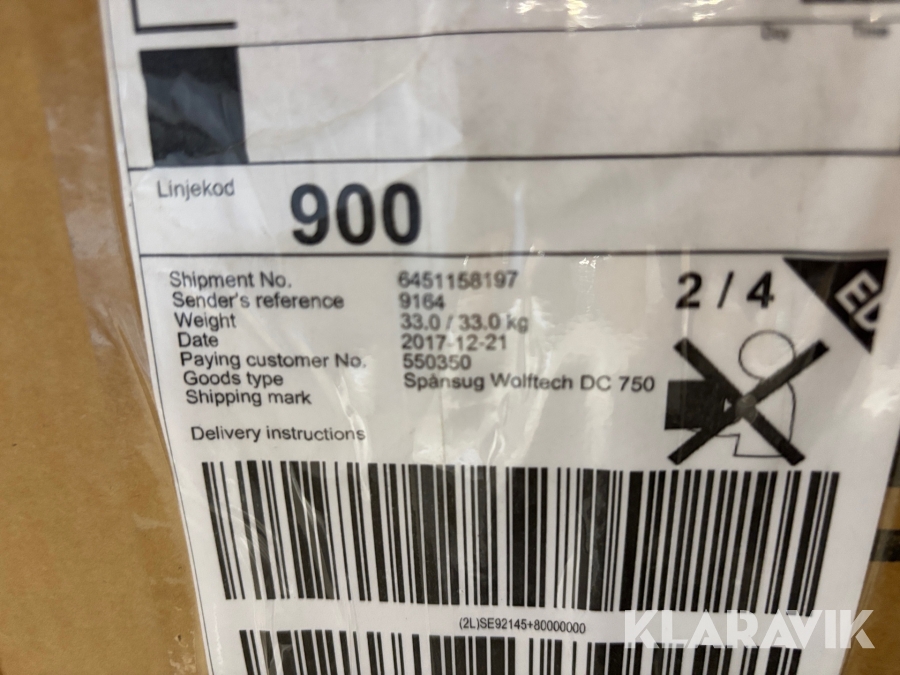 Day Time
Linjekod 900
Shipment No. 6451158197 2 / 4
Sender's reference 9164
Weight 33.0 / 33.0 kg
Date 2017-12-21
Paying customer No. 550350
Goods type Spånsug Wolftech DC 750
Shipping mark
Delivery instructions
(2L)SE92145+80000000
KLARAVIK